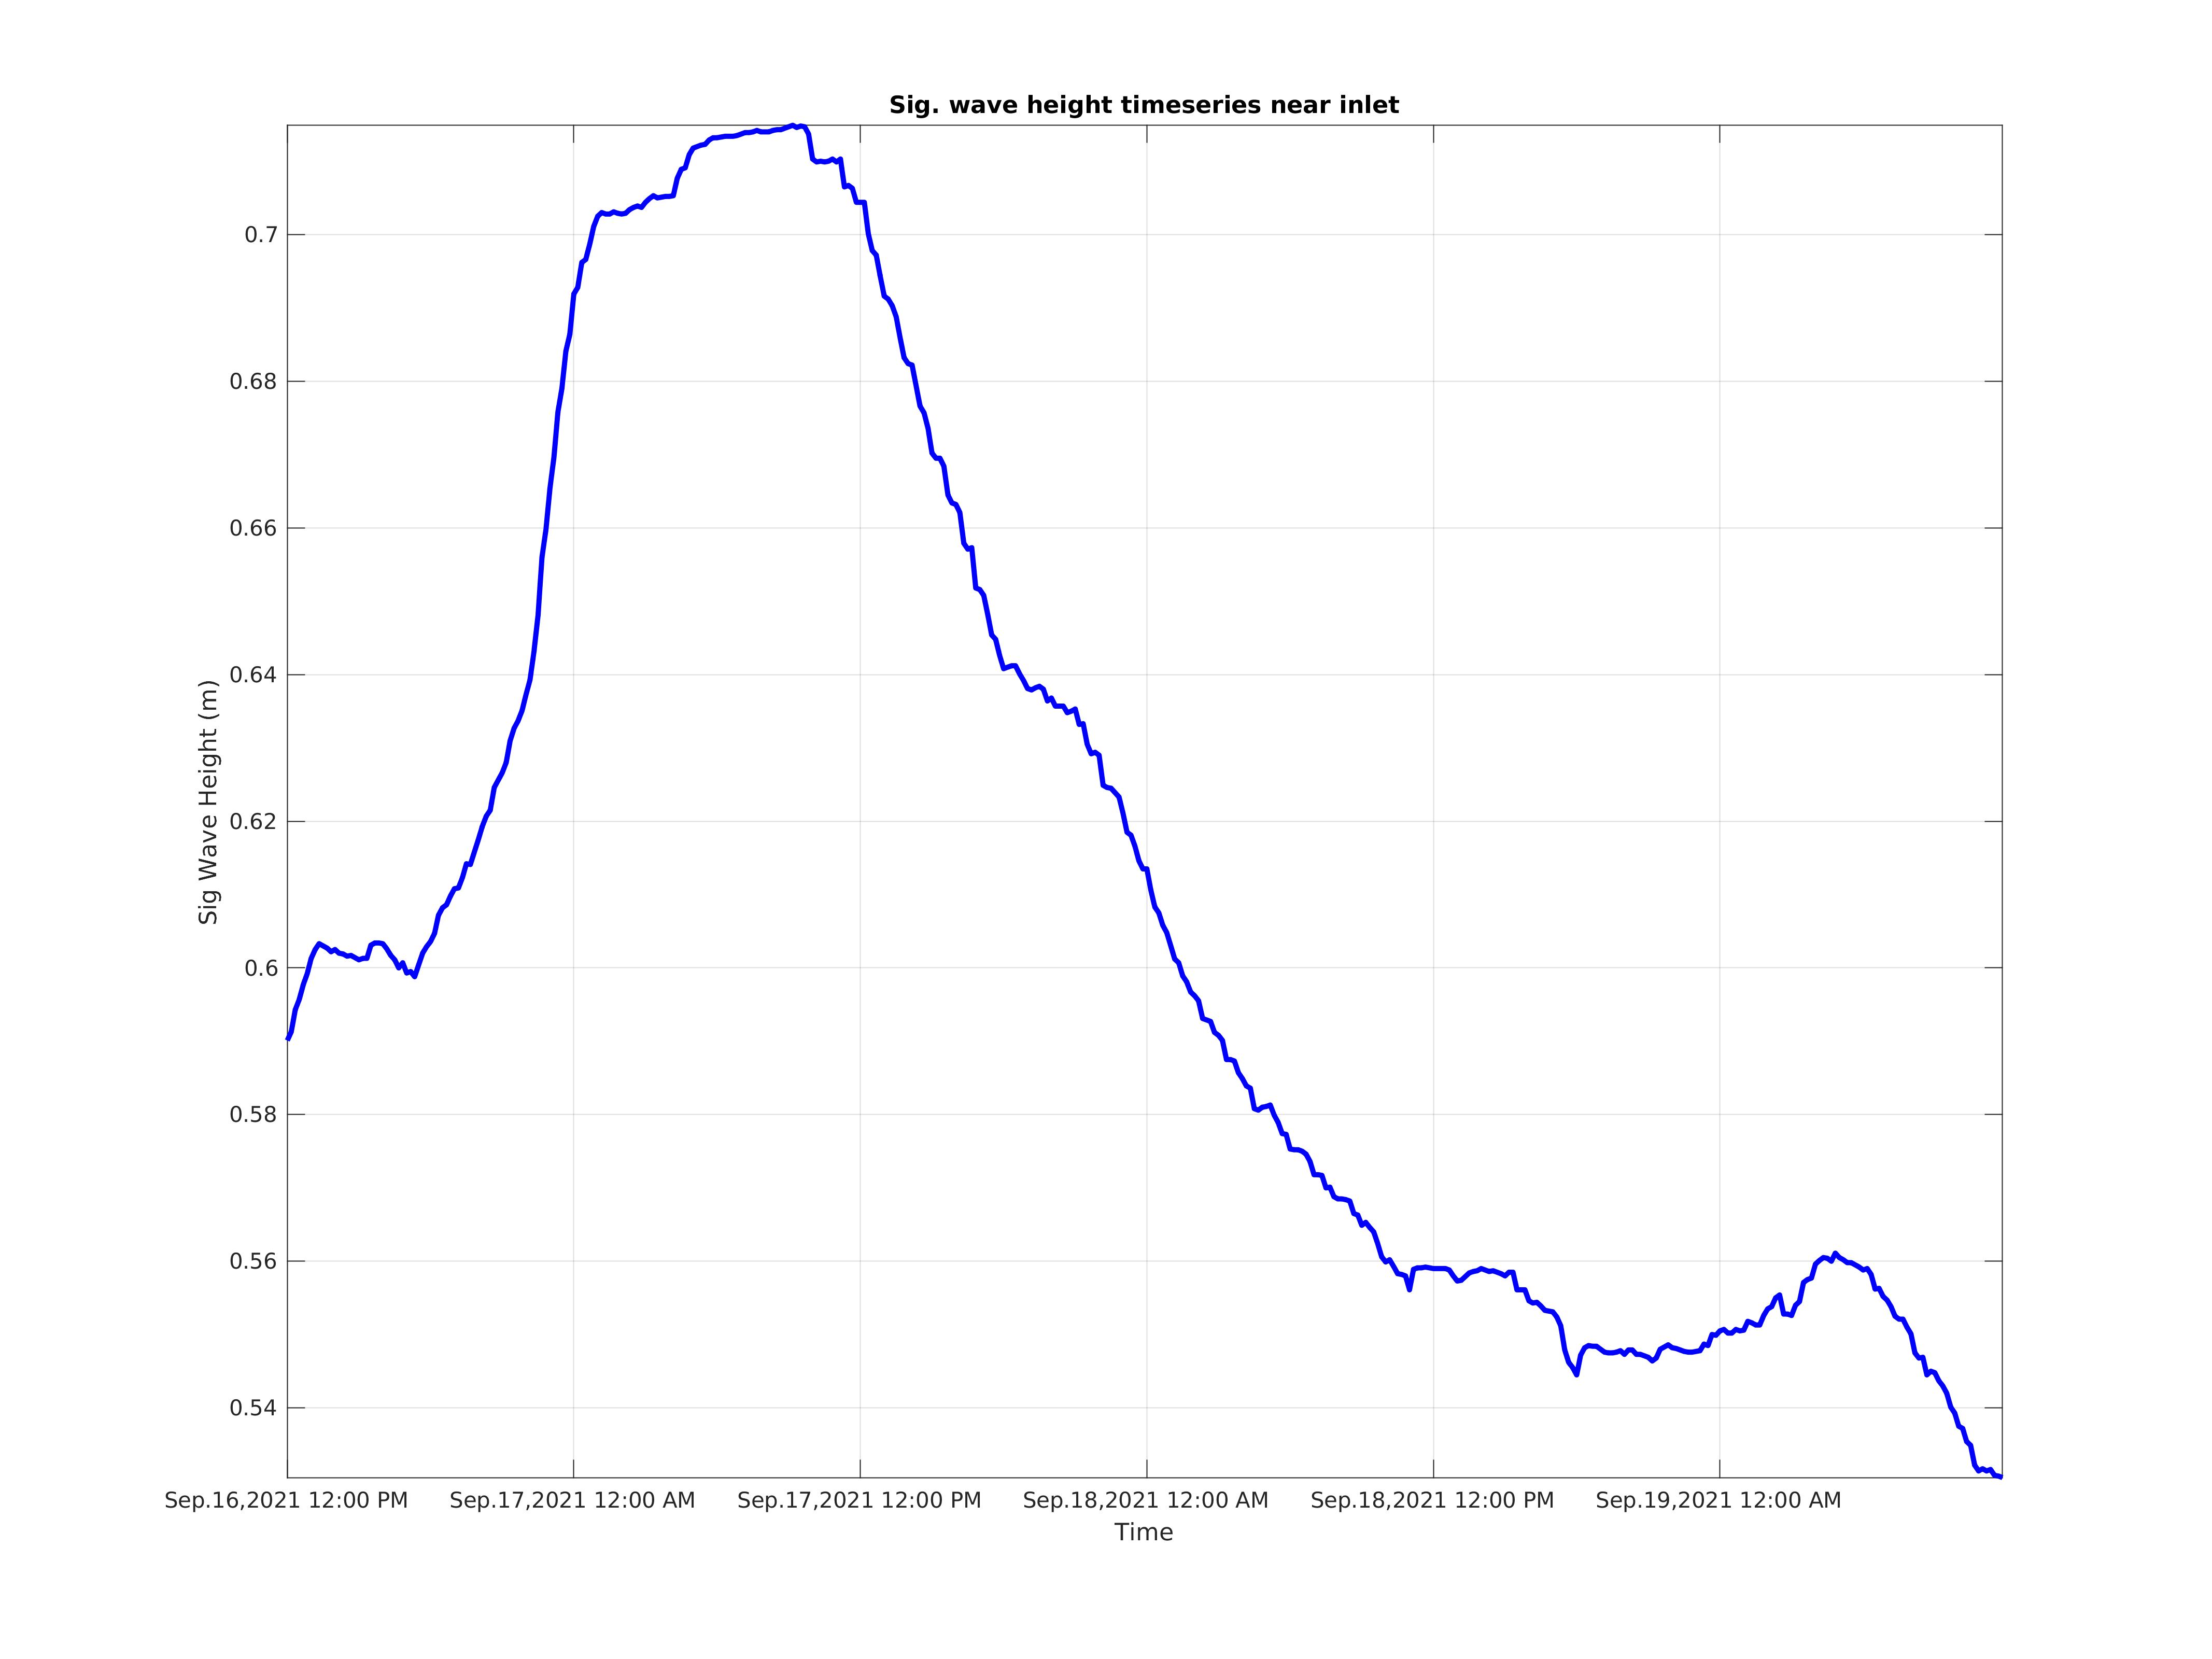 Sig. wave height timeseries near inlet
0.7
0.68
0.66
0.64
0.62
0.6
0.58
0.56
0.54
Sig Wave Height (m)
Sep.16,2021 12:00 PM Sep.17,2021 12:00 AM Sep.17,2021 12:00 PM Sep.18,2021 12:00 AM Sep.18,2021 12:00 PM Sep.19,2021 12:00 AM
Time